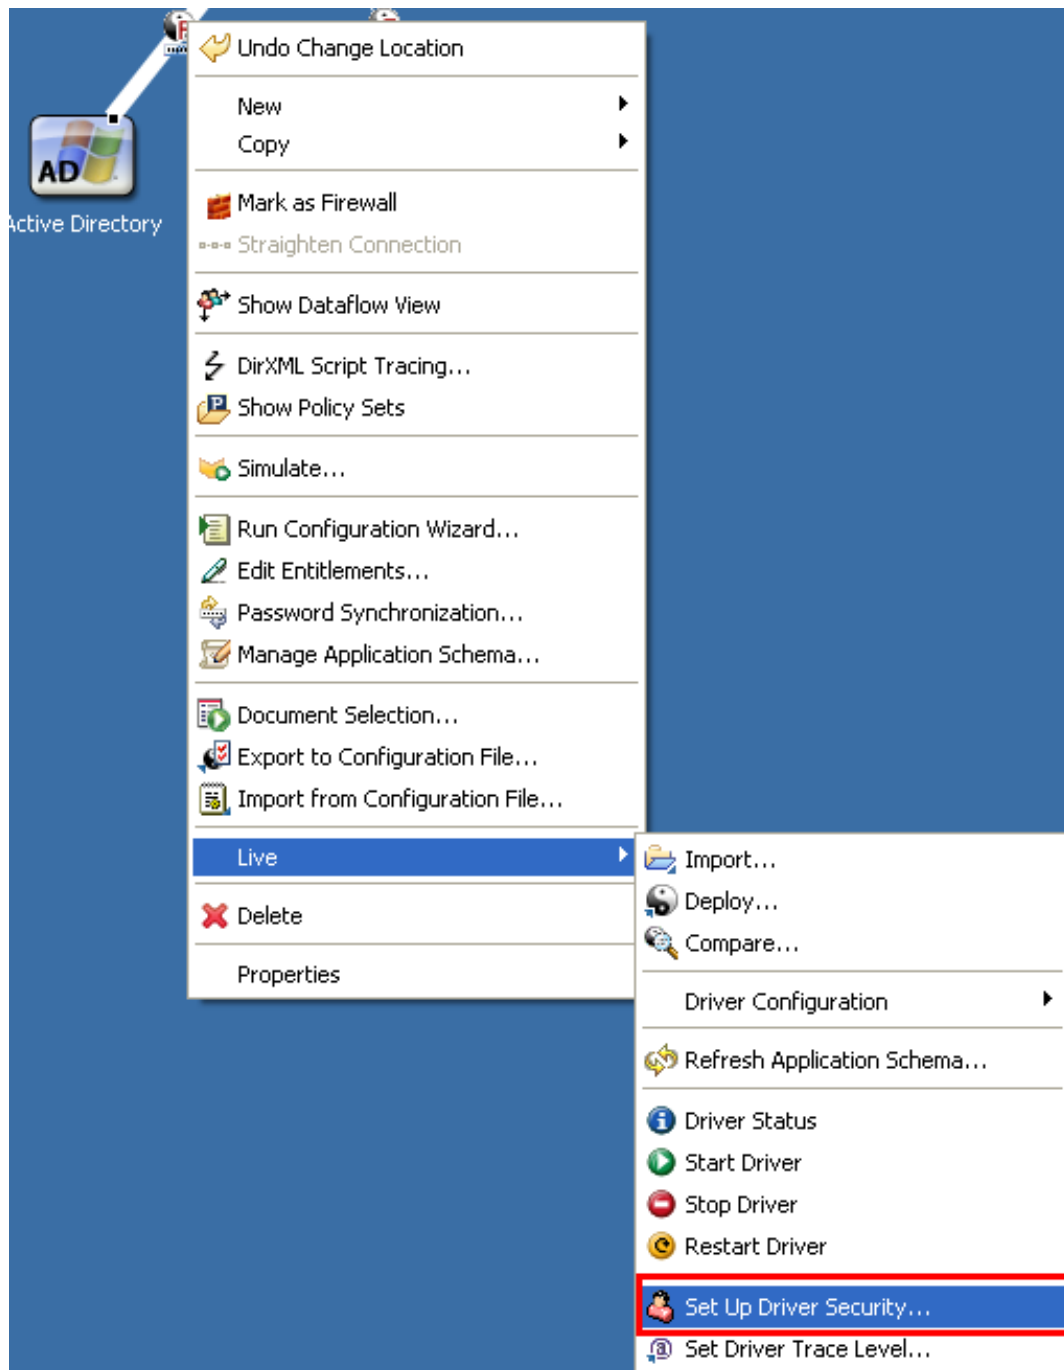 Undo Change Location
New
Copy
AD
Mark as Firewall
Active Directory
Straighten Connection
Show Dataflow View
DirXML Script Tracing...
Show Policy Sets
Simulate...
Run Configuration Wizard...
Edit Entitlements...
Password Synchronization...
Manage Application Schema...
Document Selection...
Export to Configuration File...
Import from Configuration File...
Live
Delete
Properties
Import...
Deploy...
Compare...
Driver Configuration
Refresh Application Schema...
Driver Status
Start Driver
Stop Driver
Restart Driver
Set Up Driver Security...
Set Driver Trace Level...